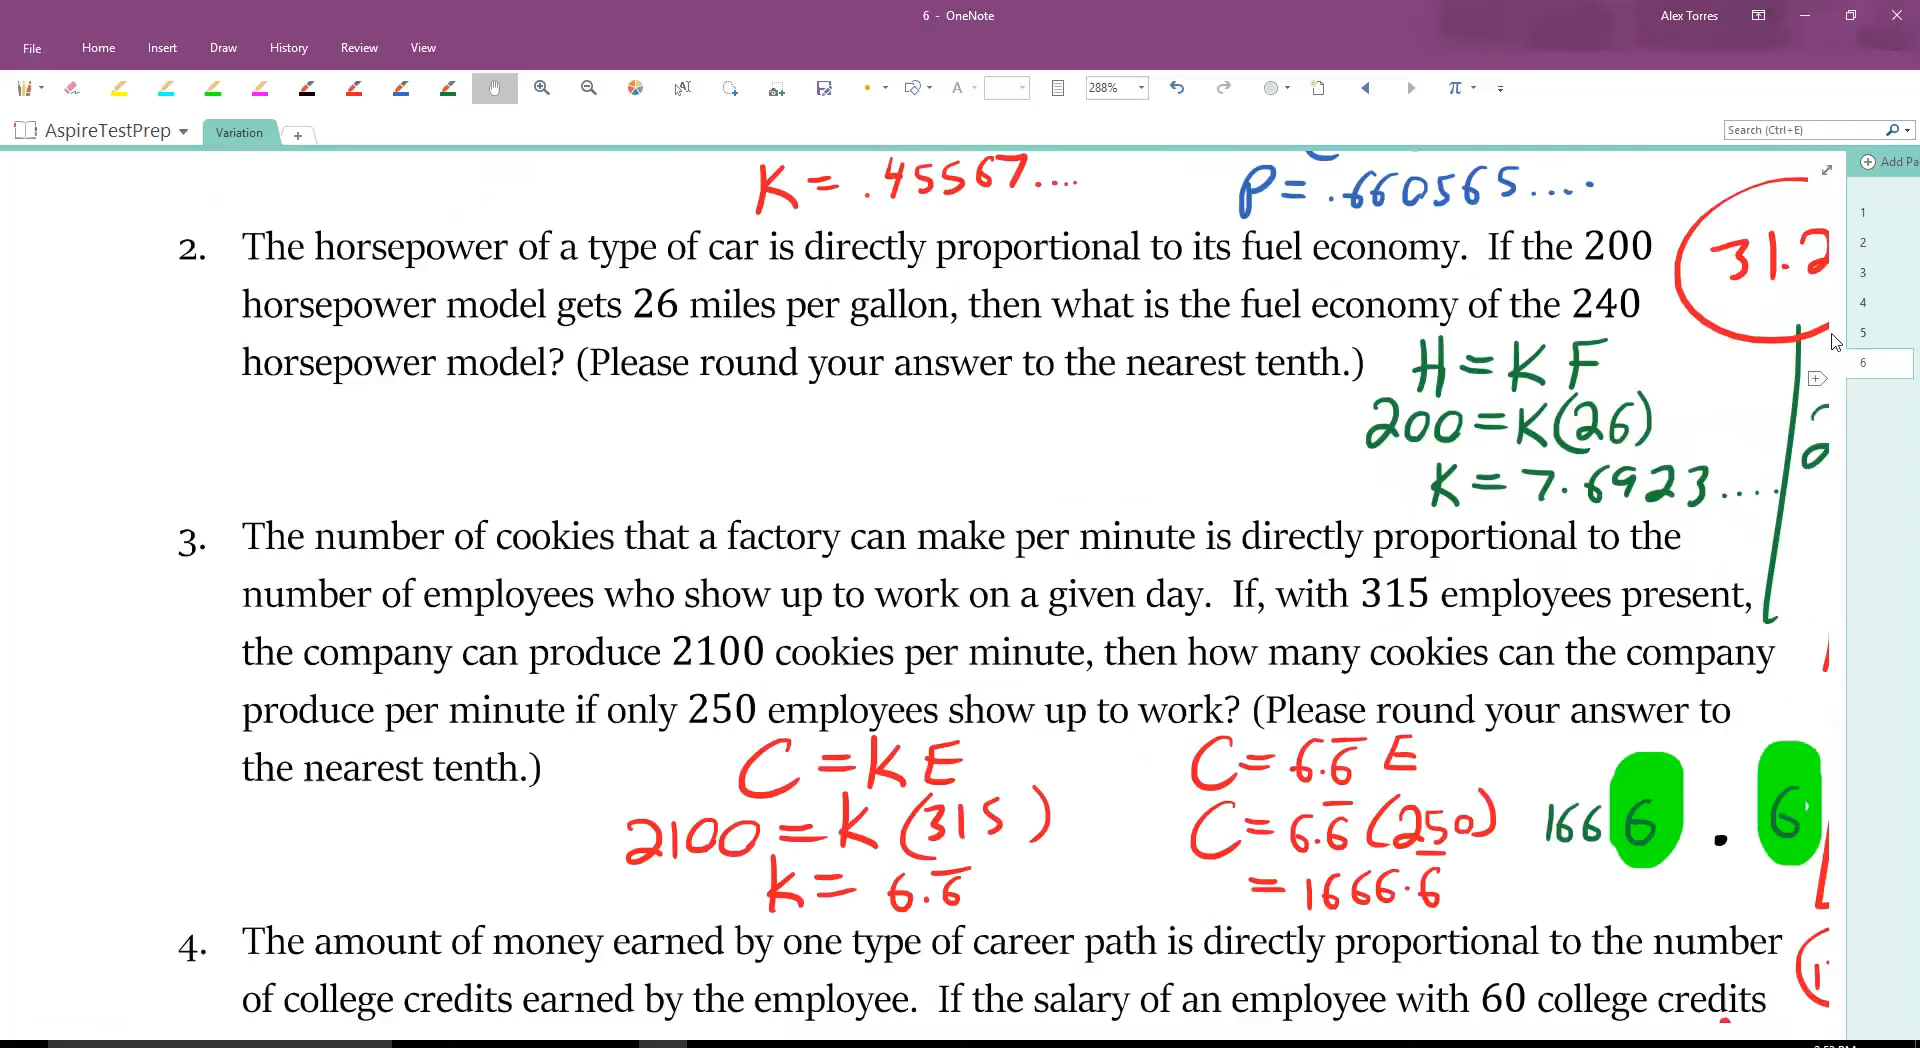 6 - OneNote
Alex Torres
File Home Insert Draw History Review View
288%
AspireTestPrep
Variation
Search (Ctrl+E)
Add Pa
1
2
3
4
5
6
K = .45567....
P = .660565....
2. The horsepower of a type of car is directly proportional to its fuel economy. If the 200
horsepower model gets 26 miles per gallon, then what is the fuel economy of the 240
horsepower model? (Please round your answer to the nearest tenth.)
31.2
H = K F
200 = K(26)
K = 7.6923....
3. The number of cookies that a factory can make per minute is directly proportional to the
number of employees who show up to work on a given day. If, with 315 employees present,
the company can produce 2100 cookies per minute, then how many cookies can the company
produce per minute if only 250 employees show up to work? (Please round your answer to
the nearest tenth.)
C = K E
2100 = K (315)
K = 6.6̅
C = 6.6̅ E
C = 6.6̅ (250)
= 1666.6̅
1666.6
4. The amount of money earned by one type of career path is directly proportional to the number
of college credits earned by the employee. If the salary of an employee with 60 college credits